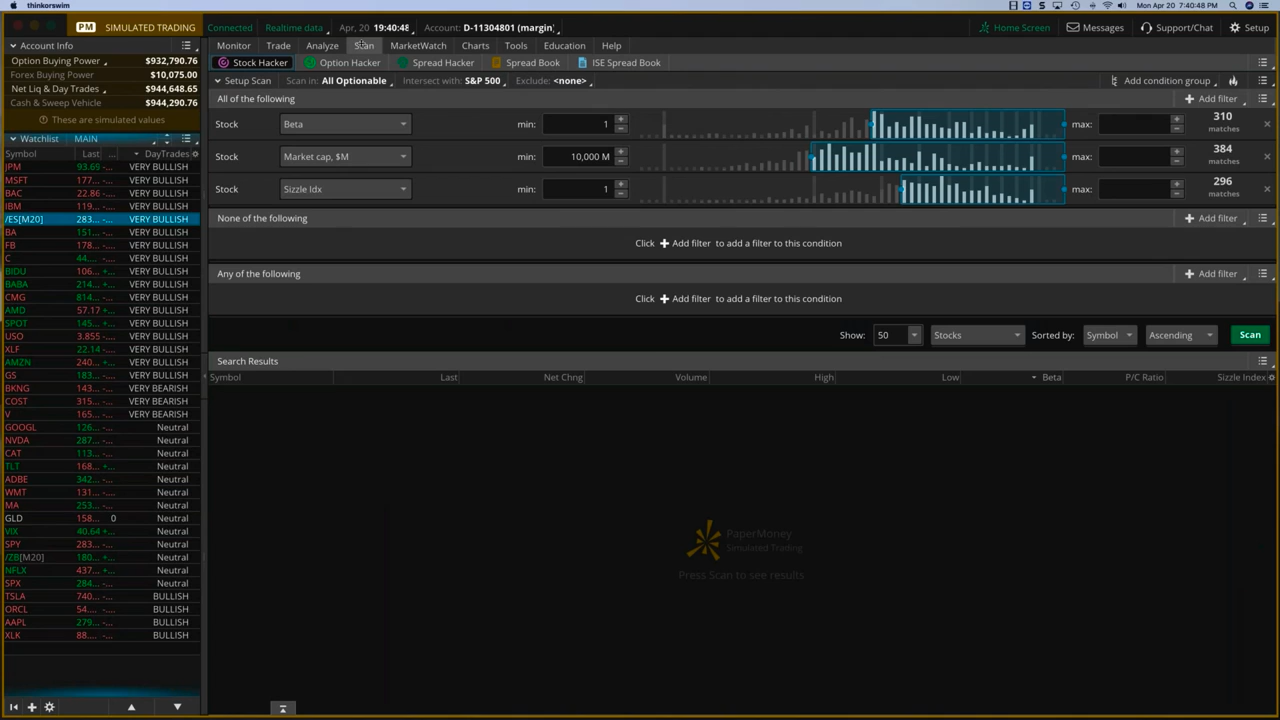 thinkorswim
Mon Apr 20 7:40:48 PM
PM SIMULATED TRADING Connected Realtime data Apr, 20 19:40:48 Account: D-11304801 (margin) Home Screen Messages Support/Chat Setup
Account Info
Option Buying Power $932,790.76
Forex Buying Power $10,075.00
Net Liq & Day Trades $944,648.65
Cash & Sweep Vehicle $944,290.76
These are simulated values
Watchlist MAIN
Symbol Last ... DayTrades
JPM 93.69 -... VERY BULLISH
MSFT 177... -... VERY BULLISH
BAC 22.86 -... VERY BULLISH
IBM 119... -... VERY BULLISH
/ES[M20] 283... -... VERY BULLISH
BA 151... -... VERY BULLISH
FB 178... -... VERY BULLISH
C 44.... -... VERY BULLISH
BIDU 106... +... VERY BULLISH
BABA 214... +... VERY BULLISH
CMG 814... -... VERY BULLISH
AMD 57.17 +... VERY BULLISH
SPOT 145... +... VERY BULLISH
USO 3.855 -... VERY BULLISH
XLF 22.14 -... VERY BULLISH
AMZN 240... +... VERY BULLISH
GS 183... -... VERY BULLISH
BKNG 143... -... VERY BEARISH
COST 315... -... VERY BEARISH
V 165... -... VERY BEARISH
GOOGL 126... -... Neutral
NVDA 287... -... Neutral
CAT 113... -... Neutral
TLT 168... +... Neutral
ADBE 342... -... Neutral
WMT 131... -... Neutral
MA 253... -... Neutral
GLD 158... 0 Neutral
VIX 40.64 +... Neutral
SPY 283... -... Neutral
/ZB[M20] 180... +... Neutral
NFLX 437... +... Neutral
SPX 284... -... Neutral
TSLA 740... -... BULLISH
ORCL 54.... -... BULLISH
AAPL 279... -... BULLISH
XLK 88.... -... BULLISH
Monitor Trade Analyze Scan MarketWatch Charts Tools Education Help
Stock Hacker Option Hacker Spread Hacker Spread Book ISE Spread Book
Setup Scan Scan in: All Optionable Intersect with: S&P 500 Exclude: <none> Add condition group
All of the following Add filter
Stock Beta min: 1 max: 310 matches
Stock Market cap, $M min: 10,000 M max: 384 matches
Stock Sizzle Idx min: 1 max: 296 matches
None of the following Add filter
Click + Add filter to add a filter to this condition
Any of the following Add filter
Click + Add filter to add a filter to this condition
Show: 50 Stocks Sorted by: Symbol Ascending Scan
Search Results
Symbol Last Net Chng Volume High Low Beta P/C Ratio Sizzle Index
PaperMoney
Simulated Trading
Press Scan to see results